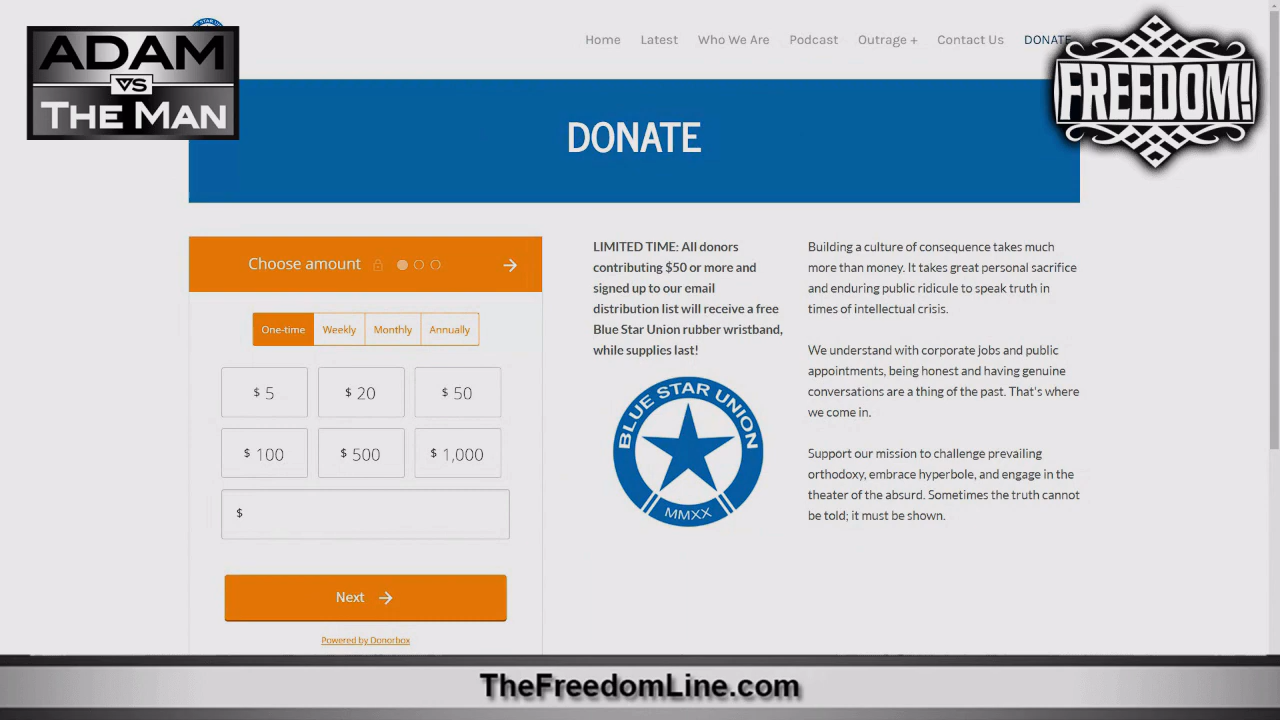 ADAM
VS
THE MAN
Home Latest Who We Are Podcast Outrage + Contact Us DONATE
FREEDOM!
DONATE
Choose amount
One-time Weekly Monthly Annually
$ 5 $ 20 $ 50
$ 100 $ 500 $ 1,000
$
Next
Powered by Donorbox
LIMITED TIME: All donors
contributing $50 or more and
signed up to our email
distribution list will receive a free
Blue Star Union rubber wristband,
while supplies last!
BLUE STAR UNION
MMXX
Building a culture of consequence takes much
more than money. It takes great personal sacrifice
and enduring public ridicule to speak truth in
times of intellectual crisis.
We understand with corporate jobs and public
appointments, being honest and having genuine
conversations are a thing of the past. That's where
we come in.
Support our mission to challenge prevailing
orthodoxy, embrace hyperbole, and engage in the
theater of the absurd. Sometimes the truth cannot
be told; it must be shown.
TheFreedomLine.com